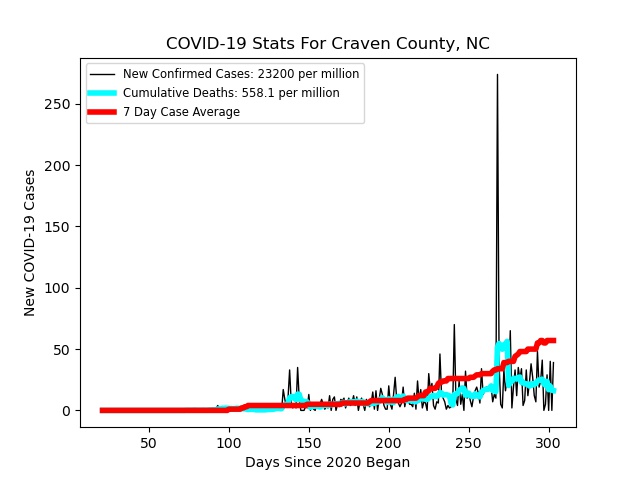 COVID-19 Stats For Craven County, NC
New Confirmed Cases: 23200 per million
Cumulative Deaths: 558.1 per million
7 Day Case Average
New COVID-19 Cases
250
200
150
100
50
0
50 100 150 200 250 300
Days Since 2020 Began